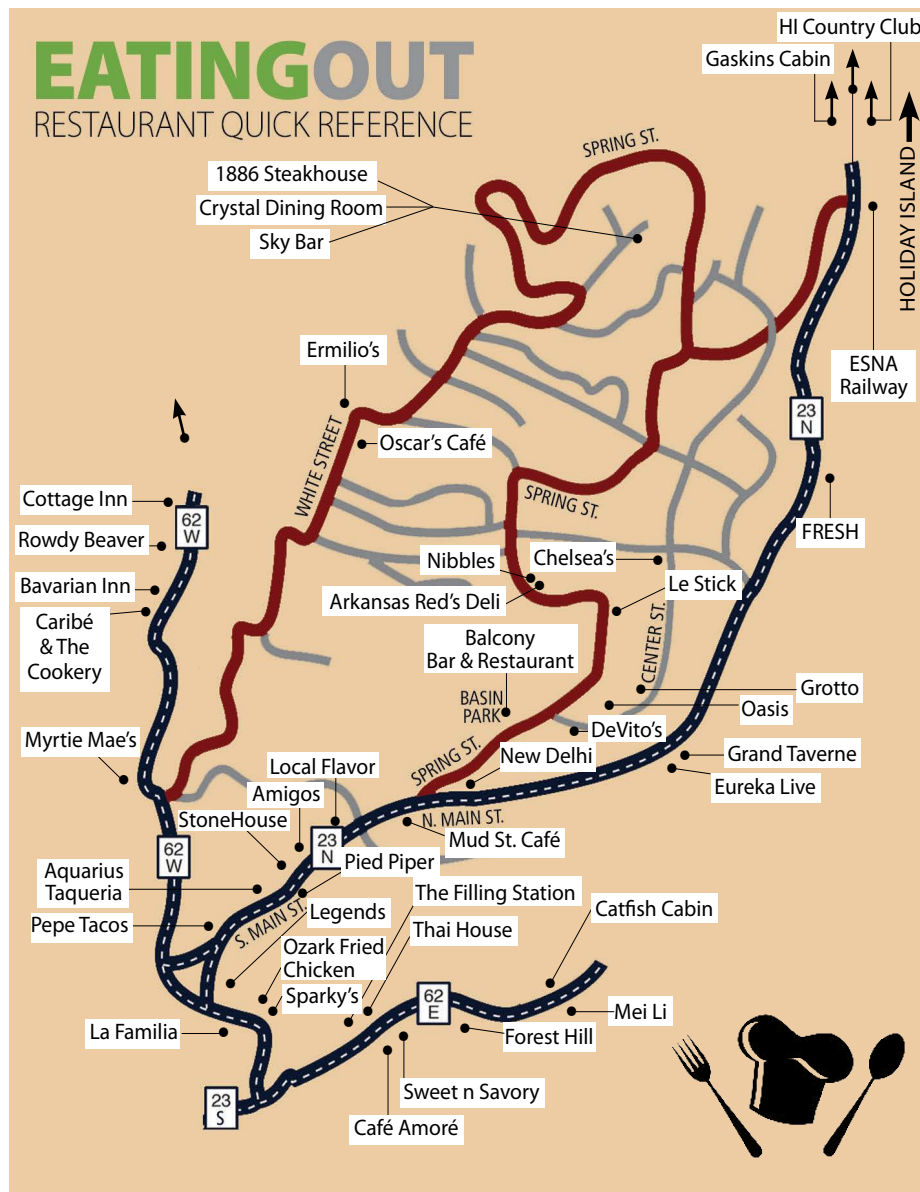 HI Country Club
Gaskins Cabin
EATINGOUT
RESTAURANT QUICK REFERENCE
SPRING ST.
HOLIDAY ISLAND
1886 Steakhouse
Crystal Dining Room
Sky Bar
Ermilio's
ESNA
Railway
23
N
WHITE STREET
Oscar's Café
Cottage Inn
62
W
SPRING ST.
FRESH
Rowdy Beaver
Nibbles
Chelsea's
Bavarian Inn
Le Stick
Arkansas Red's Deli
Caribé
& The
Cookery
CENTER ST.
Balcony
Bar & Restaurant
Grotto
BASIN
PARK
Oasis
DeVito's
Myrtie Mae's
SPRING ST.
New Delhi
Grand Taverne
Local Flavor
Eureka Live
Amigos
StoneHouse
N. MAIN ST.
Mud St. Café
23
N
62
W
Pied Piper
Aquarius
Taqueria
The Filling Station
Legends
Catfish Cabin
Pepe Tacos
S. MAIN ST.
Thai House
Ozark Fried
Chicken
Sparky's
62
E
Mei Li
La Familia
Forest Hill
Sweet n Savory
23
S
Café Amoré